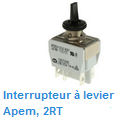 Interrupteur à levier
Apem, 2RT